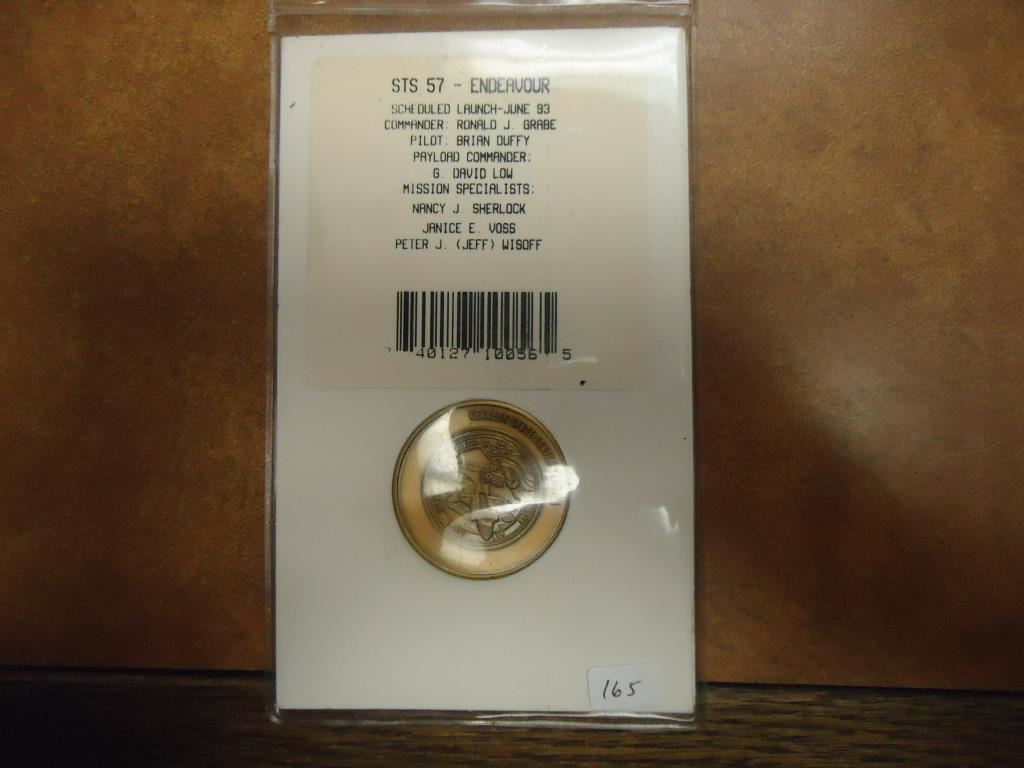 STS 57 - ENDEAVOUR
SCHEDULED LAUNCH-JUNE 93
COMMANDER: RONALD J. GRABE
PILOT: BRIAN DUFFY
PAYLOAD COMMANDER:
G. DAVID LOW
MISSION SPECIALISTS:
NANCY J. SHERLOCK
JANICE E. VOSS
PETER J. (JEFF) WISOFF
40127 10056 5
165